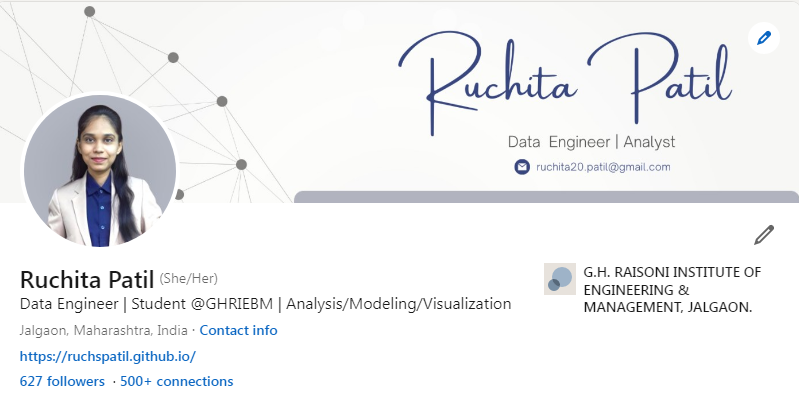 Ruchita Patil
Data Engineer | Analyst
ruchita20.patil@gmail.com
Ruchita Patil (She/Her)
Data Engineer | Student @GHRIEBM | Analysis/Modeling/Visualization
Jalgaon, Maharashtra, India · Contact info
https://ruchspatil.github.io/
627 followers · 500+ connections
G.H. RAISONI INSTITUTE OF
ENGINEERING &
MANAGEMENT, JALGAON.